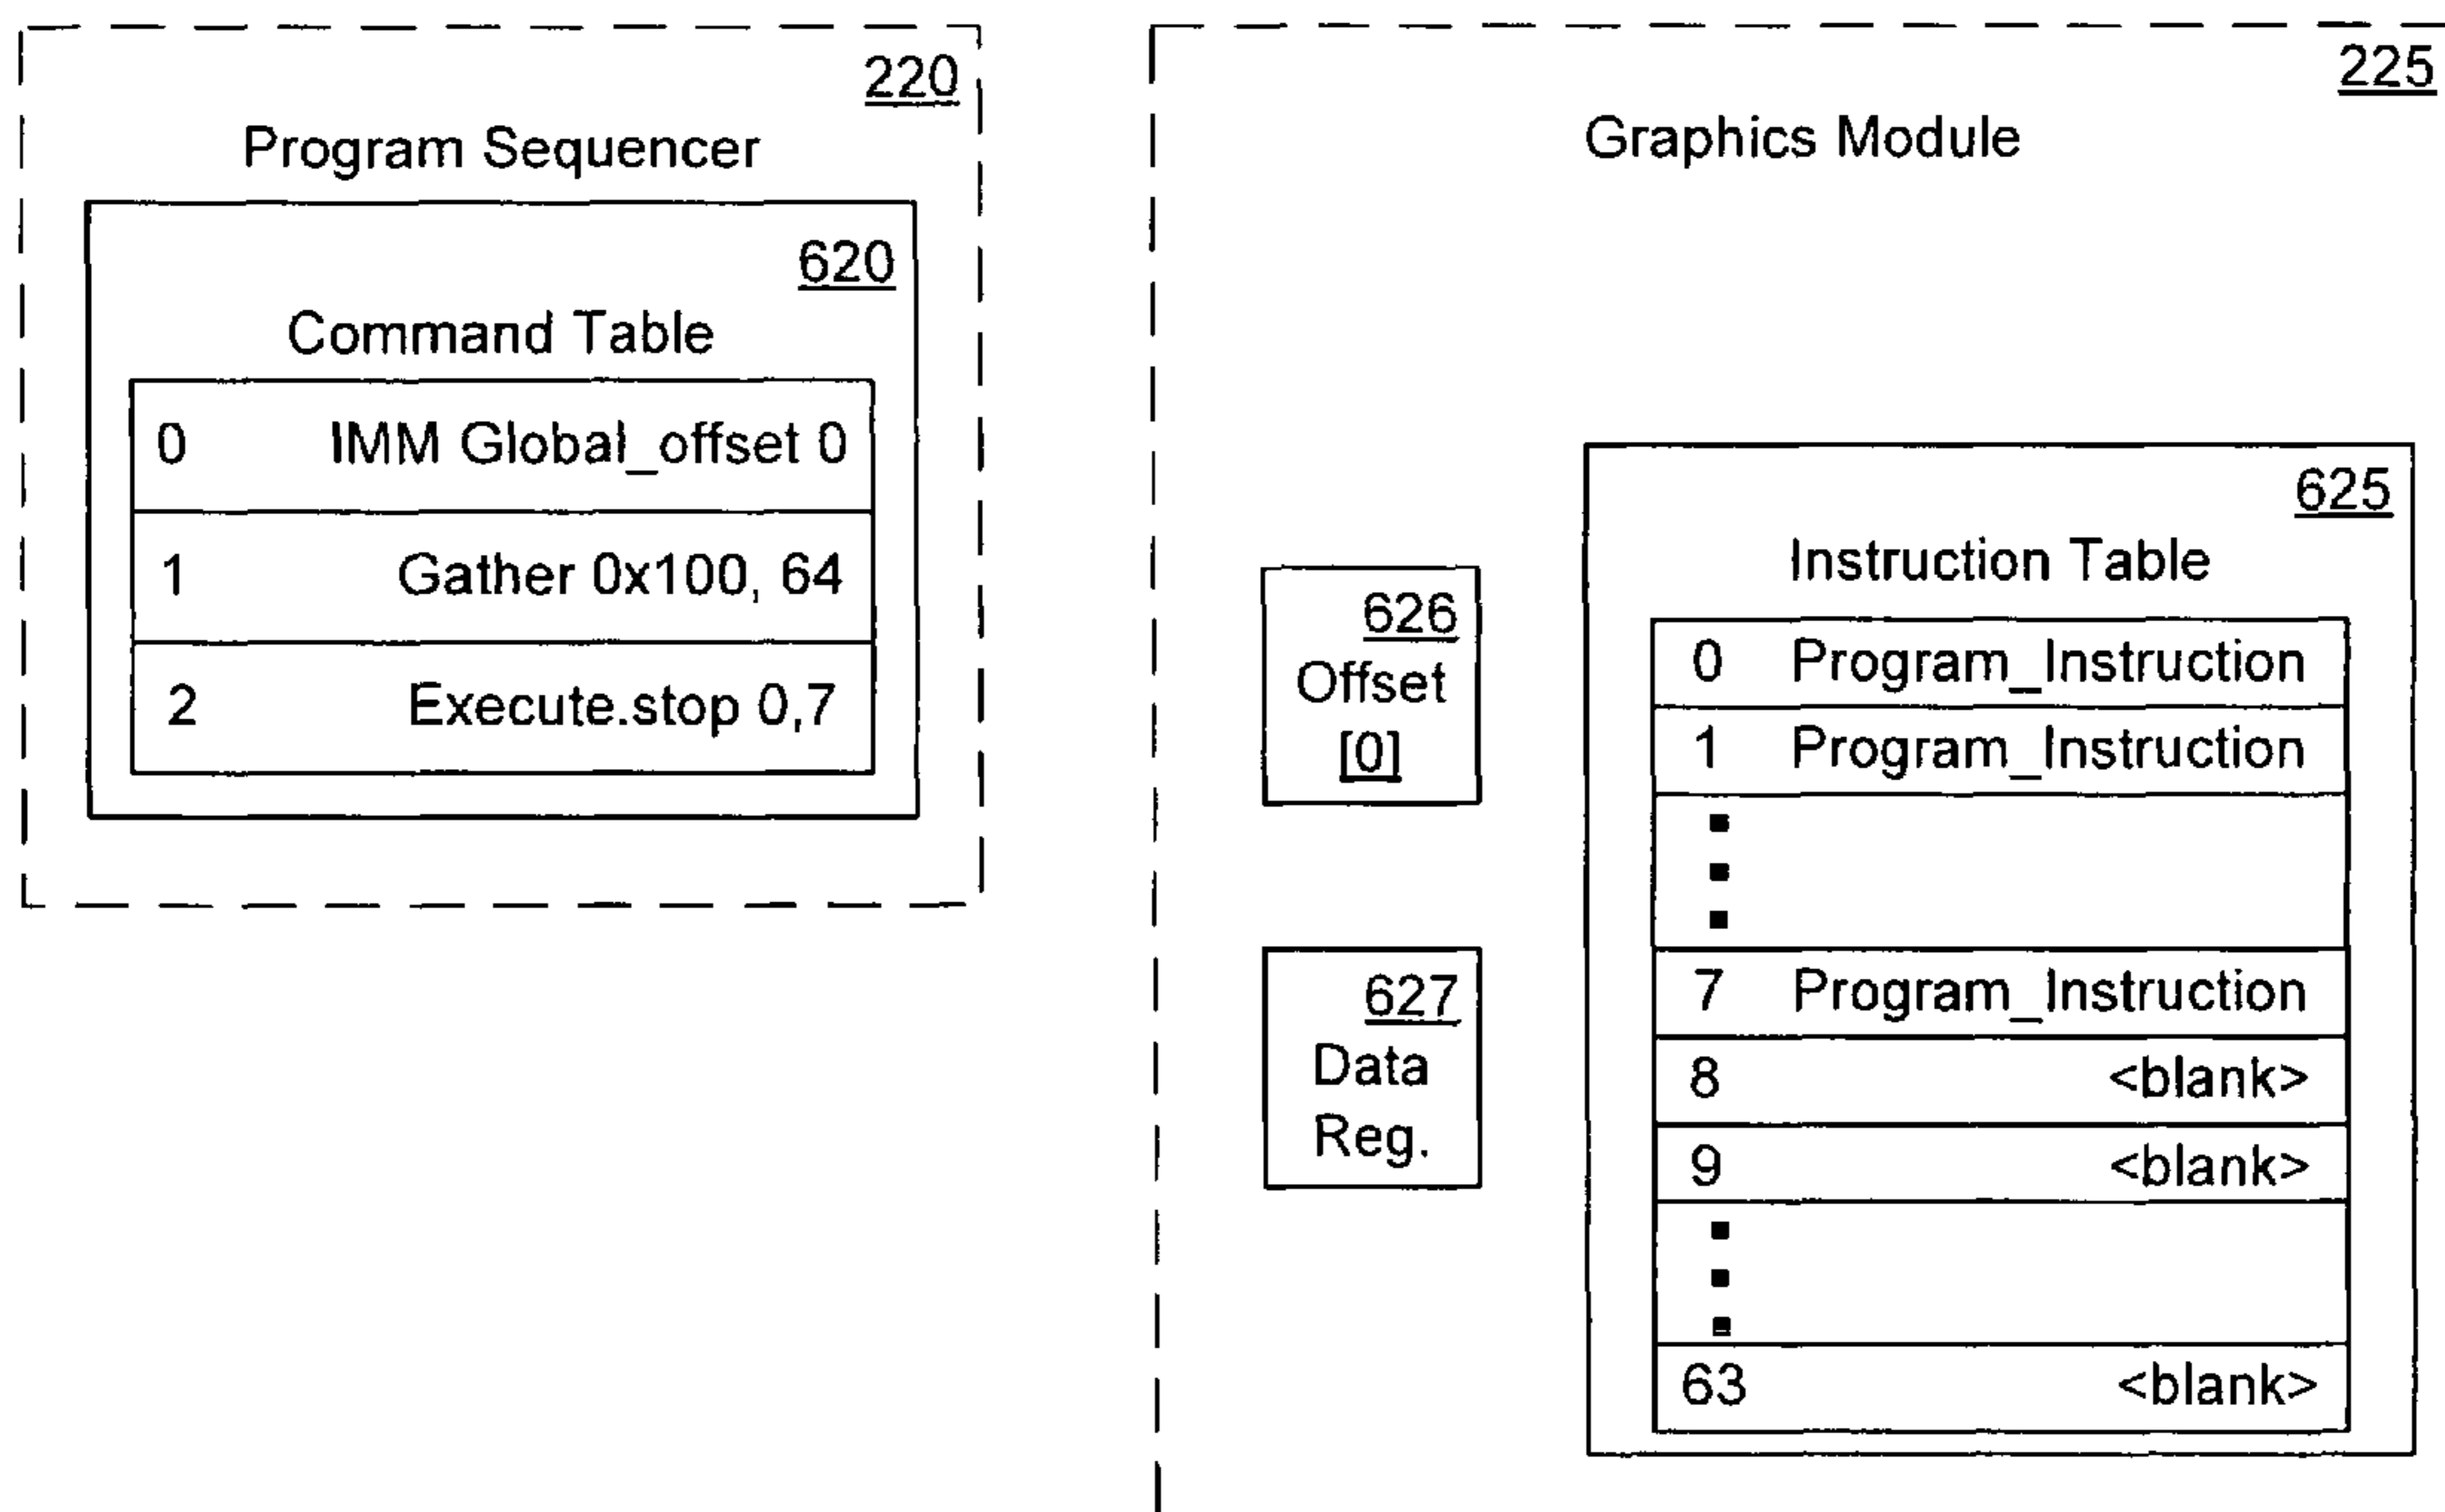 220
Program Sequencer
620
Command Table
0 IMM Global_offset 0
1 Gather 0x100, 64
2 Execute.stop 0,7
225
Graphics Module
626
Offset
[0]
627
Data
Reg.
625
Instruction Table
0 Program_Instruction
1 Program_Instruction
7 Program_Instruction
8 <blank>
9 <blank>
63 <blank>